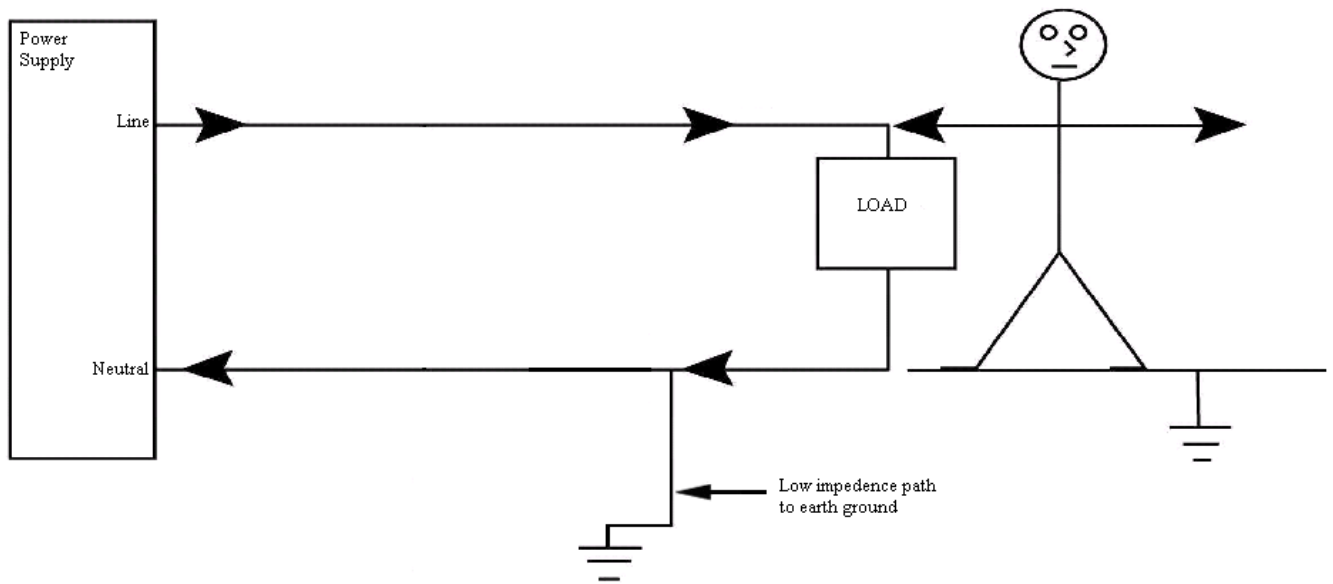 Power
Supply
Line
LOAD
Neutral
Low impedence path
to earth ground